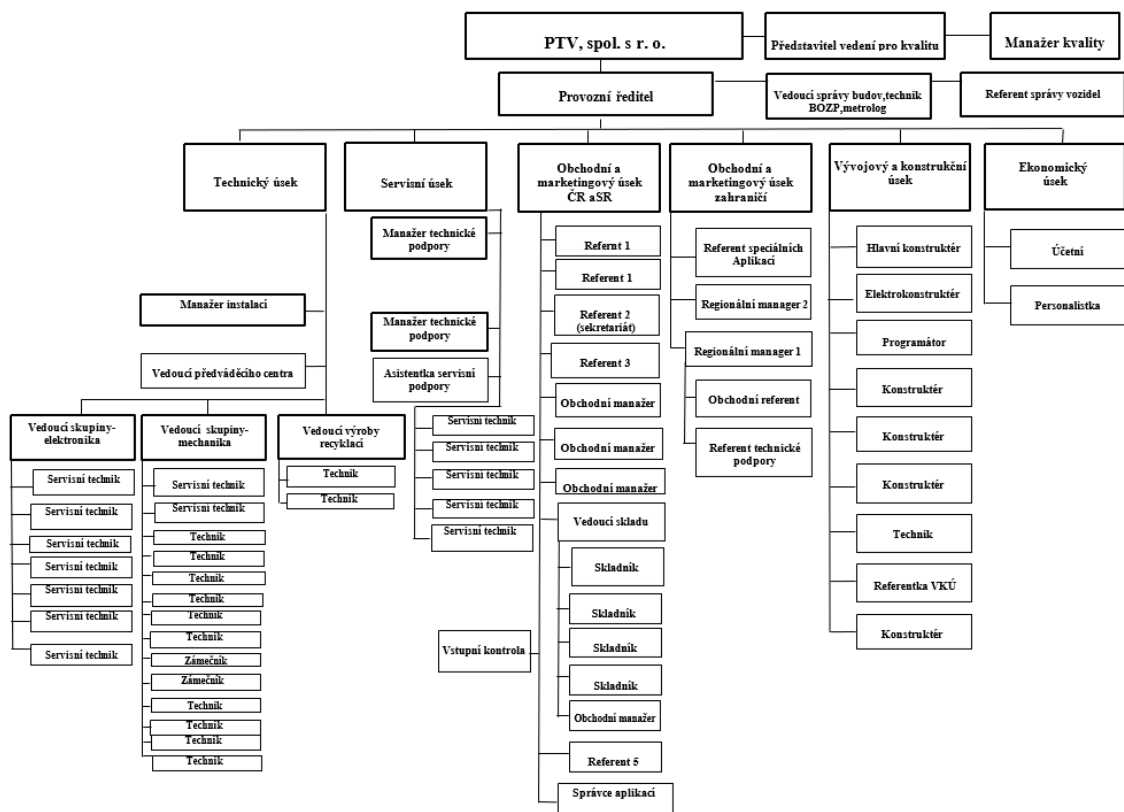 PTV, spol. s r. o.
Představitel vedení pro kvalitu
Manažer kvality
Provozní ředitel
Vedoucí správy budov,technik
BOZP,metrolog
Referent správy vozidel
Technický úsek
Servisní úsek
Obchodní a
marketingový úsek
ČR aSR
Obchodní a
marketingový úsek
zahraničí
Vývojový a konstrukční
úsek
Ekonomický
úsek
Manažer instalací
Vedoucí předváděcího centra
Vedoucí skupiny-
elektronika
Servisní technik
Servisní technik
Servisní technik
Servisní technik
Servisní technik
Servisní technik
Servisní technik
Vedoucí skupiny-
mechanika
Servisní technik
Servisní technik
Technik
Technik
Technik
Technik
Technik
Technik
Zámečník
Zámečník
Technik
Technik
Technik
Technik
Vedoucí výroby
recyklací
Technik
Technik
Manažer technické
podpory
Manažer technické
podpory
Asistentka servisní
podpory
Servisní technik
Servisní technik
Servisní technik
Servisní technik
Servisní technik
Refernt 1
Referent 1
Referent 2
(sekretariát)
Referent 3
Obchodní manažer
Obchodní manažer
Obchodní manažer
Vedoucí skladu
Skladník
Skladník
Skladník
Skladník
Obchodní manažer
Vstupní kontrola
Referent 5
Správce aplikací
Referent speciálních
Aplikací
Regionální manager 2
Regionální manager 1
Obchodní referent
Referent technické
podpory
Hlavní konstruktér
Elektrokonstruktér
Programátor
Konstruktér
Konstruktér
Konstruktér
Technik
Referentka VKÚ
Konstruktér
Účetní
Personalistka